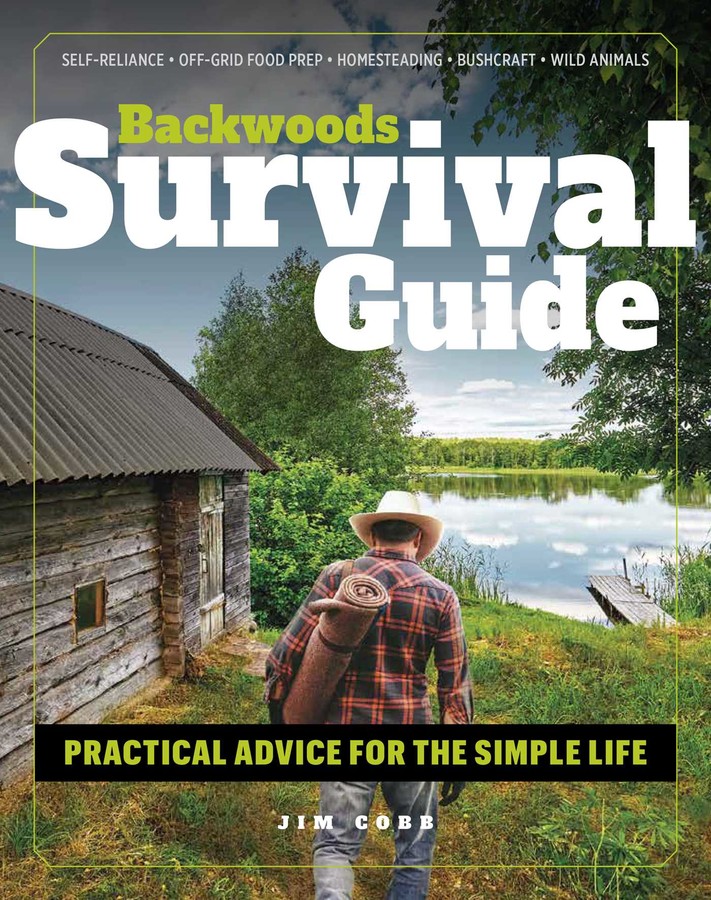 SELF-RELIANCE • OFF-GRID FOOD PREP • HOMESTEADING • BUSHCRAFT • WILD ANIMALS
Backwoods
Survival
Guide
PRACTICAL ADVICE FOR THE SIMPLE LIFE
JIM COBB